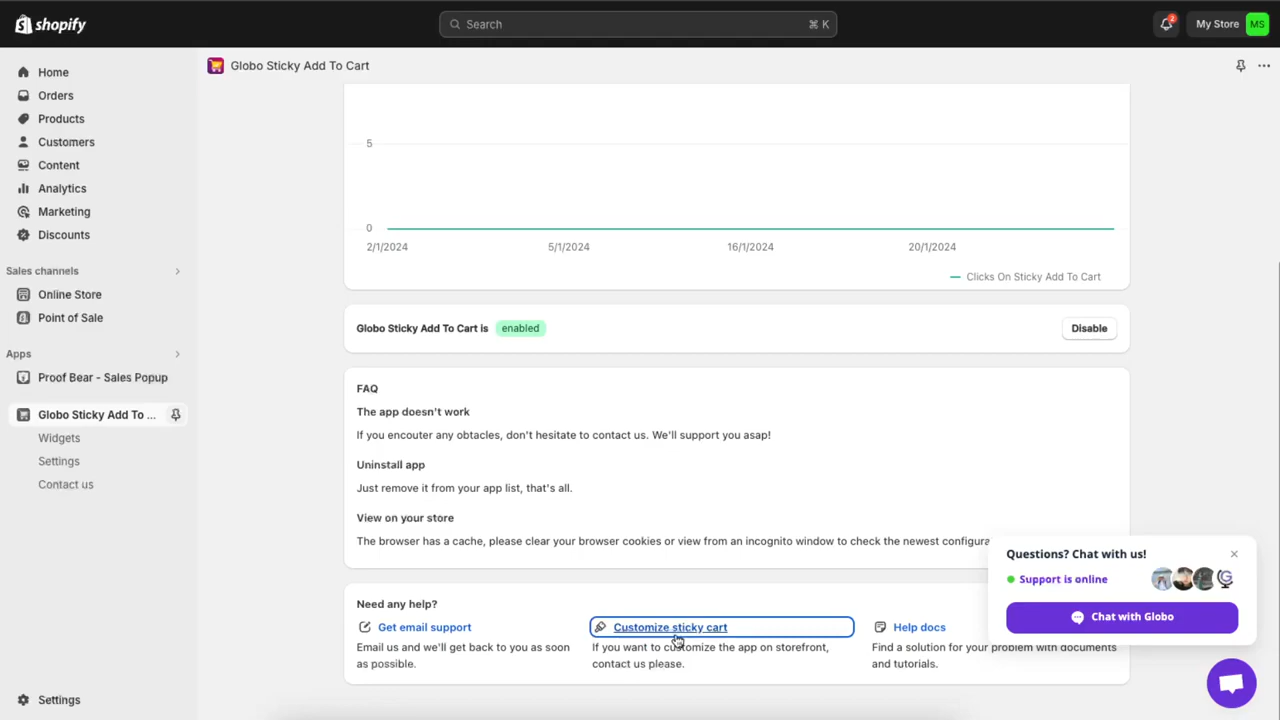 shopify
Search
⌘ K
2
My Store
MS
Home
Orders
Products
Customers
Content
Analytics
Marketing
Discounts
Sales channels
Online Store
Point of Sale
Apps
Proof Bear - Sales Popup
Globo Sticky Add To ...
Widgets
Settings
Contact us
Settings
Globo Sticky Add To Cart
5
0
2/1/2024
5/1/2024
16/1/2024
20/1/2024
Clicks On Sticky Add To Cart
Globo Sticky Add To Cart is enabled
Disable
FAQ
The app doesn't work
If you encouter any obtacles, don't hesitate to contact us. We'll support you asap!
Uninstall app
Just remove it from your app list, that's all.
View on your store
The browser has a cache, please clear your browser cookies or view from an incognito window to check the newest configura
Need any help?
Get email support
Email us and we'll get back to you as soon
as possible.
Customize sticky cart
If you want to customize the app on storefront,
contact us please.
Help docs
Find a solution for your problem with documents
and tutorials.
Questions? Chat with us!
Support is online
Chat with Globo